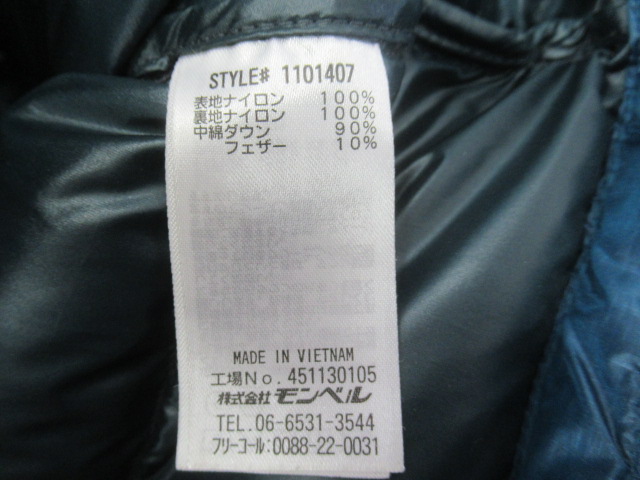 STYLE# 1101407
表地ナイロン 100%
裏地ナイロン 100%
中綿ダウン 90%
フェザー 10%
MADE IN VIETNAM
工場No. 451130105
株式会社 モンベル
TEL. 06-6531-3544
フリーコール: 0088-22-0031